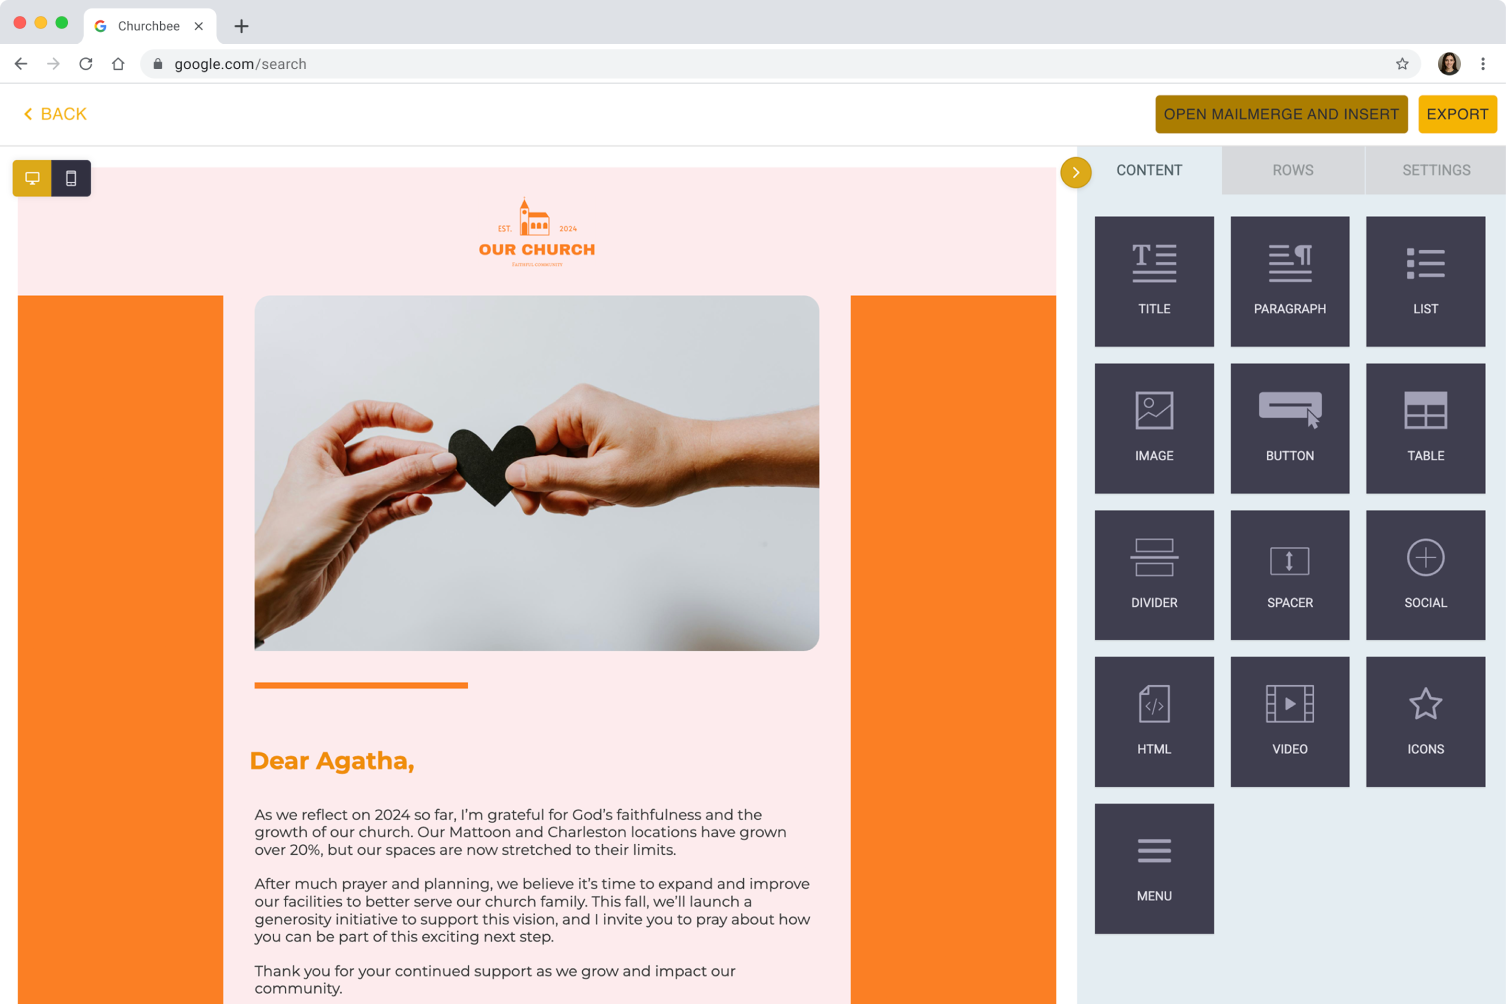 Churchbee
google.com/search
BACK
OPEN MAILMERGE AND INSERT
EXPORT
CONTENT
ROWS
SETTINGS
EST.
2024
OUR CHURCH
FAITHFUL COMMUNITY
Dear Agatha,
As we reflect on 2024 so far, I’m grateful for God’s faithfulness and the
growth of our church. Our Mattoon and Charleston locations have grown
over 20%, but our spaces are now stretched to their limits.
After much prayer and planning, we believe it’s time to expand and improve
our facilities to better serve our church family. This fall, we’ll launch a
generosity initiative to support this vision, and I invite you to pray about how
you can be part of this exciting next step.
Thank you for your continued support as we grow and impact our
community.
TITLE
PARAGRAPH
LIST
IMAGE
BUTTON
TABLE
DIVIDER
SPACER
SOCIAL
HTML
VIDEO
ICONS
MENU